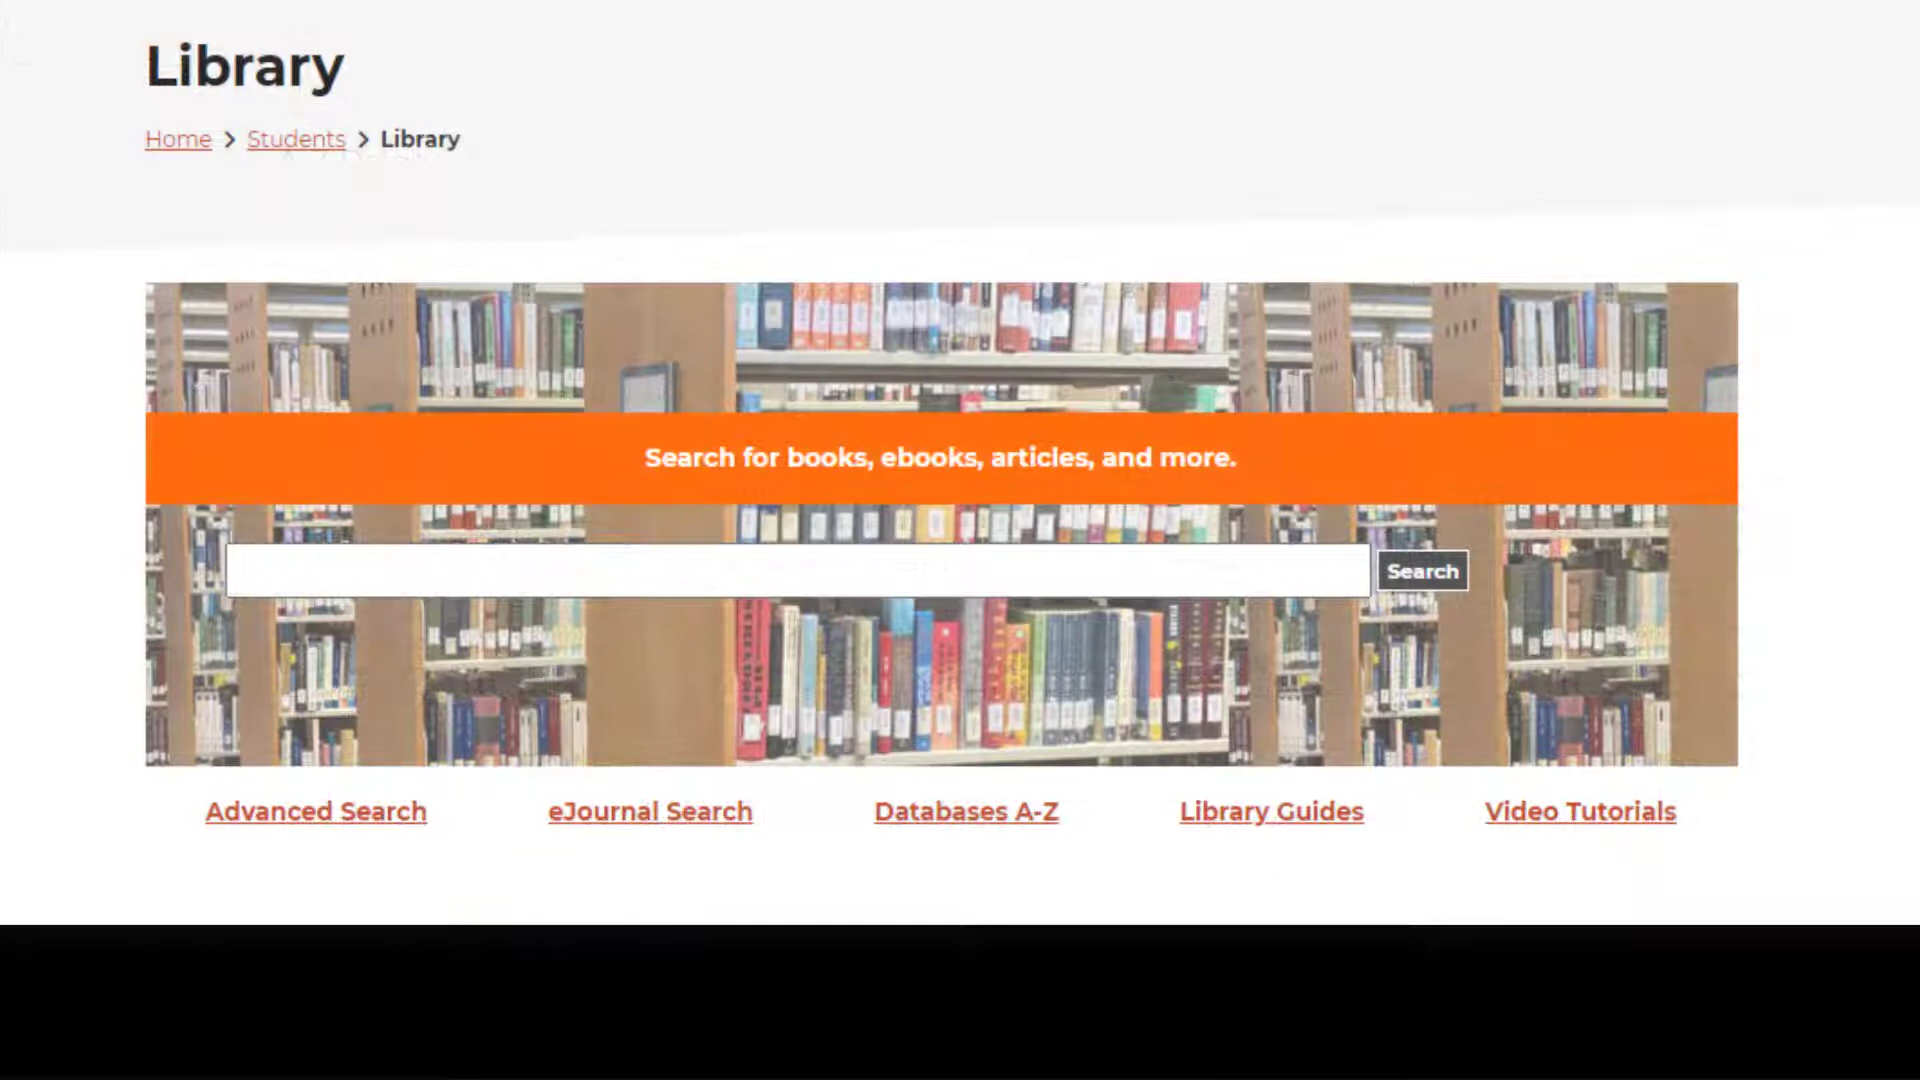 Library
Home > Students > Library
Search for books, ebooks, articles, and more.
Search
Advanced Search eJournal Search Databases A-Z Library Guides Video Tutorials